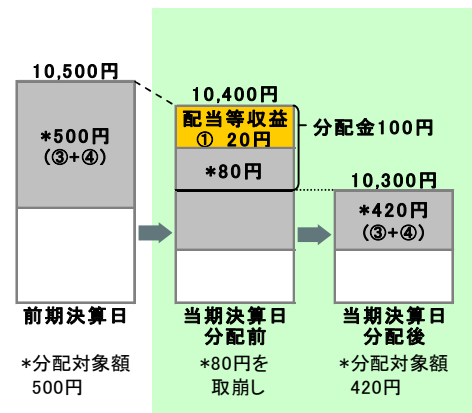 10,500円
*500円
(③+④)
前期決算日
*分配対象額
500円
10,400円
配当等収益
① 20円
*80円
分配金100円
当期決算日
分配前
*80円を
取崩し
10,300円
*420円
(③+④)
当期決算日
分配後
*分配対象額
420円